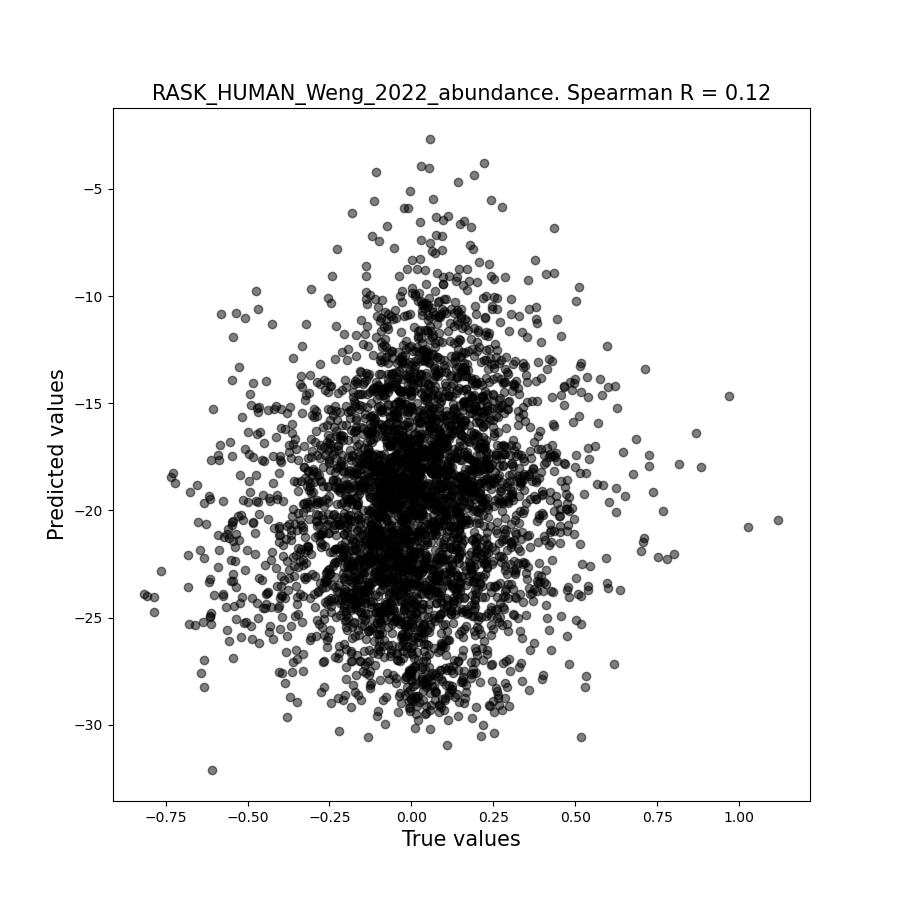 RASK_HUMAN_Weng_2022_abundance. Spearman R = 0.12
Predicted values
−5
−10
−15
−20
−25
−30
−0.75 −0.50 −0.25 0.00 0.25 0.50 0.75 1.00
True values